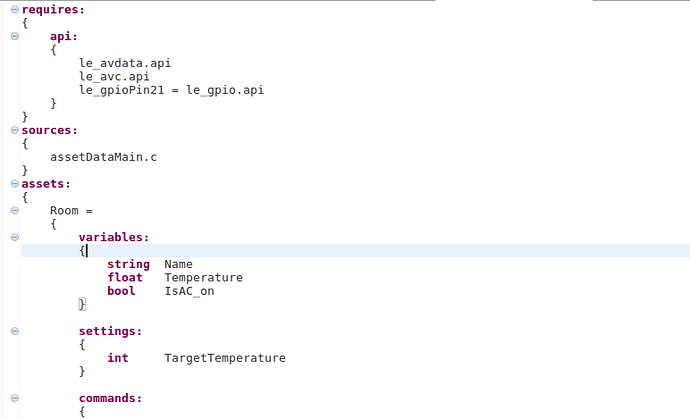 requires:
{
    api:
    {
        le_avdata.api
        le_avc.api
        le_gpioPin21 = le_gpio.api
    }
}
sources:
{
    assetDataMain.c
}
assets:
{
    Room =
    {
        variables:
        {
            string  Name
            float   Temperature
            bool    IsAC_on
        }

        settings:
        {
            int     TargetTemperature
        }

        commands:
        {